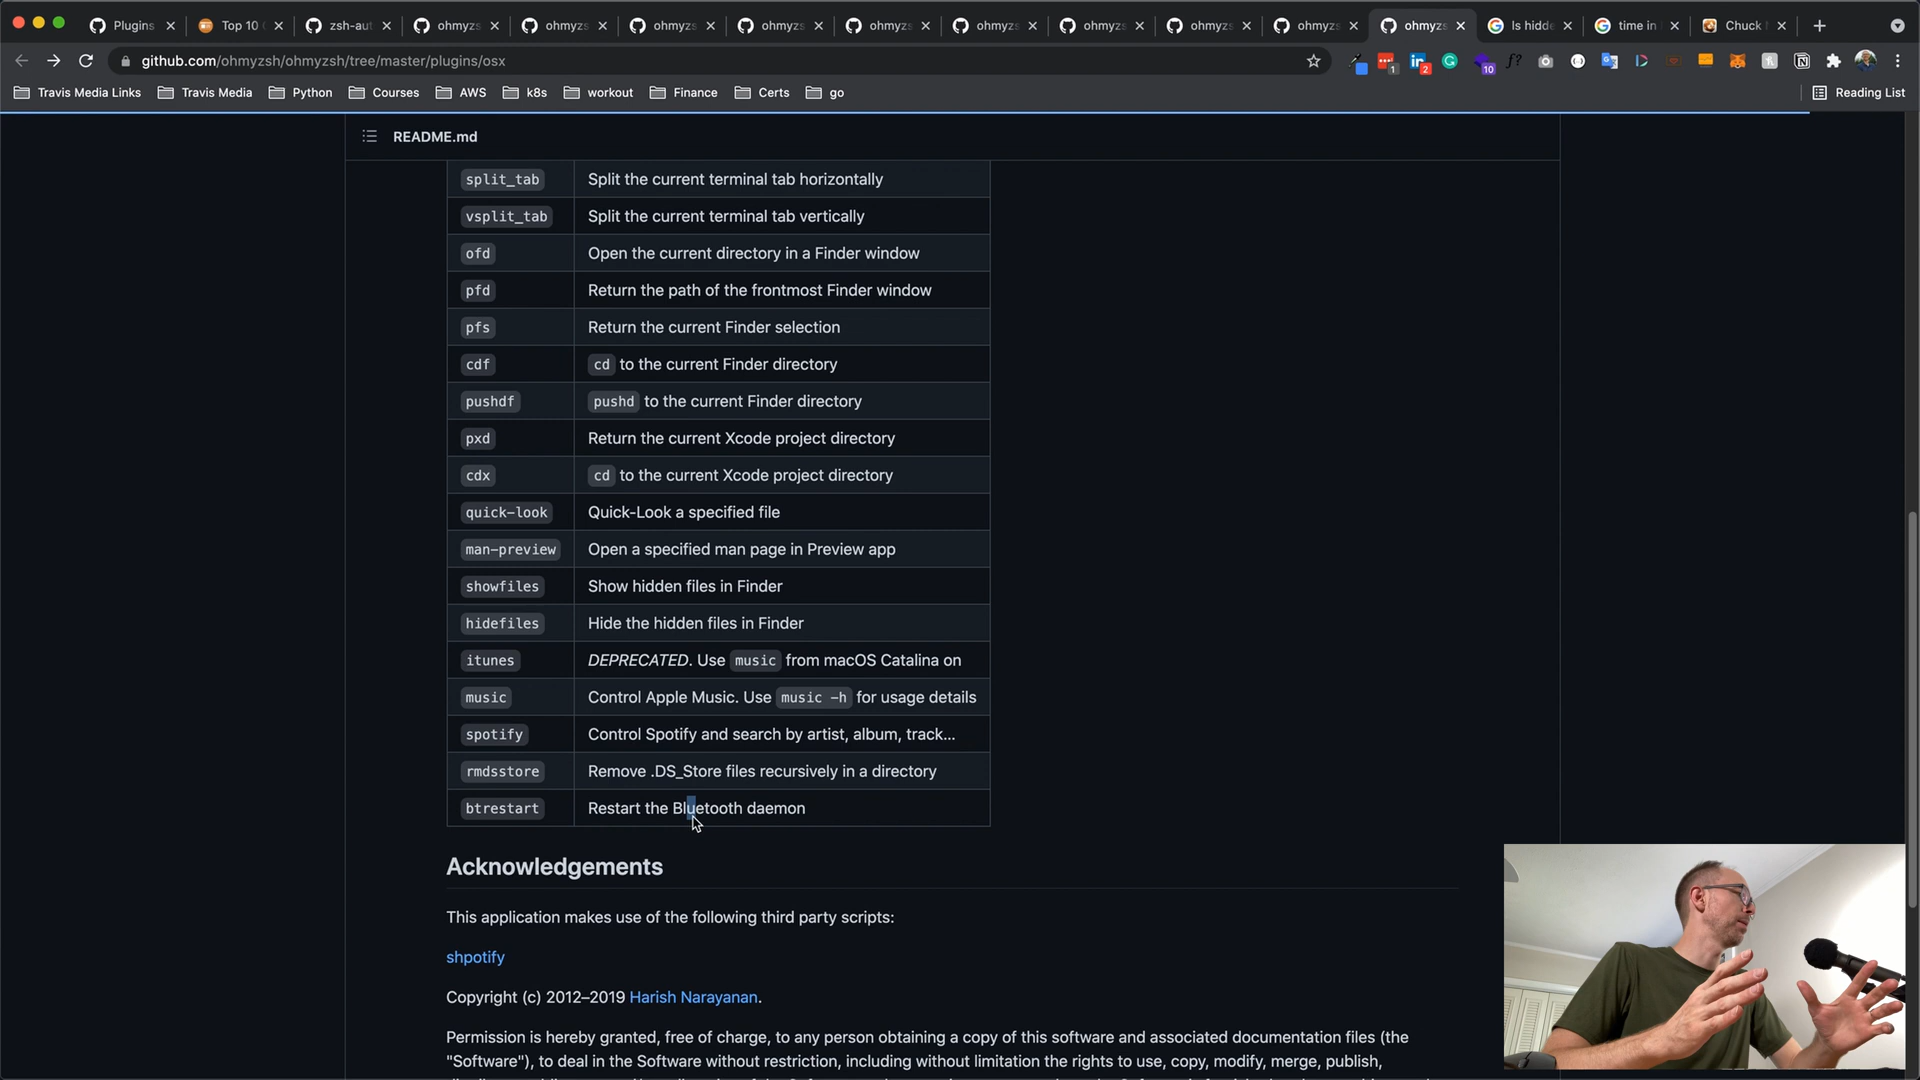 Plugins
Top 10
zsh-aut
ohmyzs
ohmyzs
ohmyzs
ohmyzs
ohmyzs
ohmyzs
ohmyzs
ohmyzs
ohmyzs
ohmyzs
Is hidde
time in
Chuck
github.com/ohmyzsh/ohmyzsh/tree/master/plugins/osx
1
2
10
f?
Travis Media Links
Travis Media
Python
Courses
AWS
k8s
workout
Finance
Certs
go
Reading List
README.md
split_tab Split the current terminal tab horizontally
vsplit_tab Split the current terminal tab vertically
ofd Open the current directory in a Finder window
pfd Return the path of the frontmost Finder window
pfs Return the current Finder selection
cdf cd to the current Finder directory
pushdf pushd to the current Finder directory
pxd Return the current Xcode project directory
cdx cd to the current Xcode project directory
quick-look Quick-Look a specified file
man-preview Open a specified man page in Preview app
showfiles Show hidden files in Finder
hidefiles Hide the hidden files in Finder
itunes DEPRECATED. Use music from macOS Catalina on
music Control Apple Music. Use music -h for usage details
spotify Control Spotify and search by artist, album, track...
rmdsstore Remove .DS_Store files recursively in a directory
btrestart Restart the Bluetooth daemon
Acknowledgements
This application makes use of the following third party scripts:
shpotify
Copyright (c) 2012–2019 Harish Narayanan.
Permission is hereby granted, free of charge, to any person obtaining a copy of this software and associated documentation files (the
"Software"), to deal in the Software without restriction, including without limitation the rights to use, copy, modify, merge, publish,